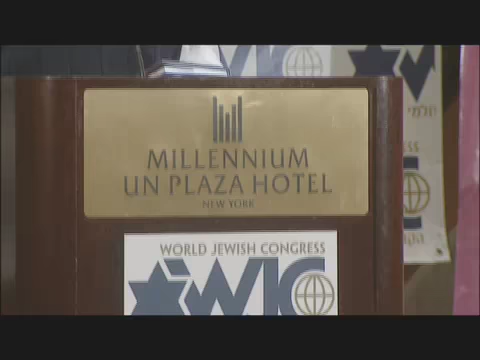 MILLENNIUM
UN PLAZA HOTEL
NEW YORK
WORLD JEWISH CONGRESS
WJC